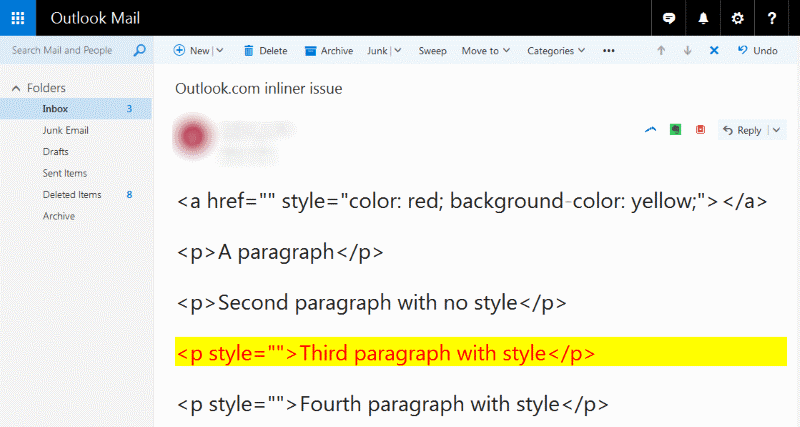 Outlook Mail
?
Search Mail and People
New
Delete
Archive
Junk
Sweep
Move to
Categories
•••
Undo
Folders
Inbox 3
Junk Email
Drafts
Sent Items
Deleted Items 8
Archive
Outlook.com inliner issue
Reply
<a href="" style="color: red; background-color: yellow;"></a>
<p>A paragraph</p>
<p>Second paragraph with no style</p>
<p style="">Third paragraph with style</p>
<p style="">Fourth paragraph with style</p>